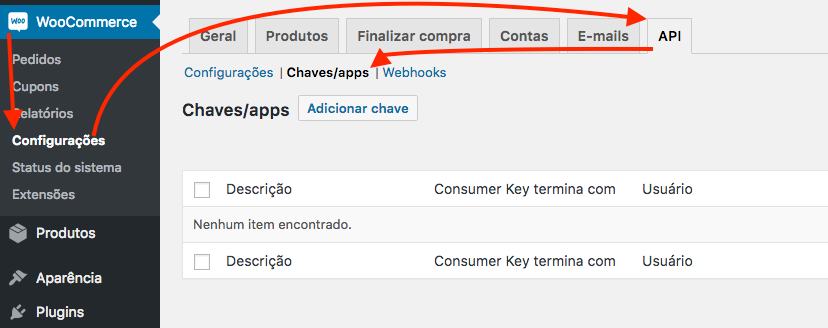 WOO WooCommerce
Pedidos
Cupons
Relatórios
Configurações
Status do sistema
Extensões
Produtos
Aparência
Plugins
Geral Produtos Finalizar compra Contas E-mails API
Configurações | Chaves/apps | Webhooks
Chaves/apps Adicionar chave
Descrição Consumer Key termina com Usuário
Nenhum item encontrado.
Descrição Consumer Key termina com Usuário